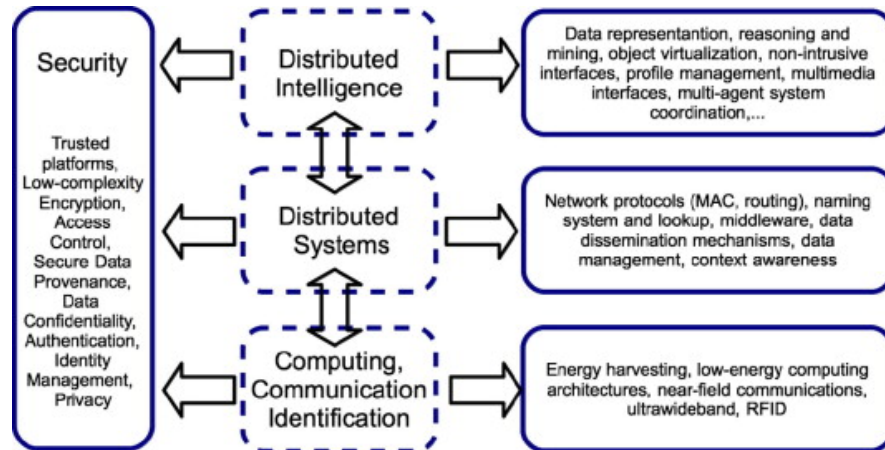 Security
Trusted
platforms,
Low-complexity
Encryption,
Access
Control,
Secure Data
Provenance,
Data
Confidentiality,
Authentication,
Identity
Management,
Privacy
Distributed
Intelligence
Data representantion, reasoning and
mining, object virtualization, non-intrusive
interfaces, profile management, multimedia
interfaces, multi-agent system
coordination,...
Distributed
Systems
Network protocols (MAC, routing), naming
system and lookup, middleware, data
dissemination mechanisms, data
management, context awareness
Computing,
Communication
Identification
Energy harvesting, low-energy computing
architectures, near-field communications,
ultrawideband, RFID